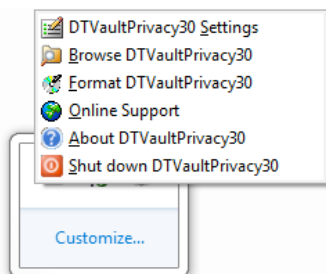 DTVaultPrivacy30 Settings
Browse DTVaultPrivacy30
Format DTVaultPrivacy30
Online Support
About DTVaultPrivacy30
Shut down DTVaultPrivacy30
Customize...